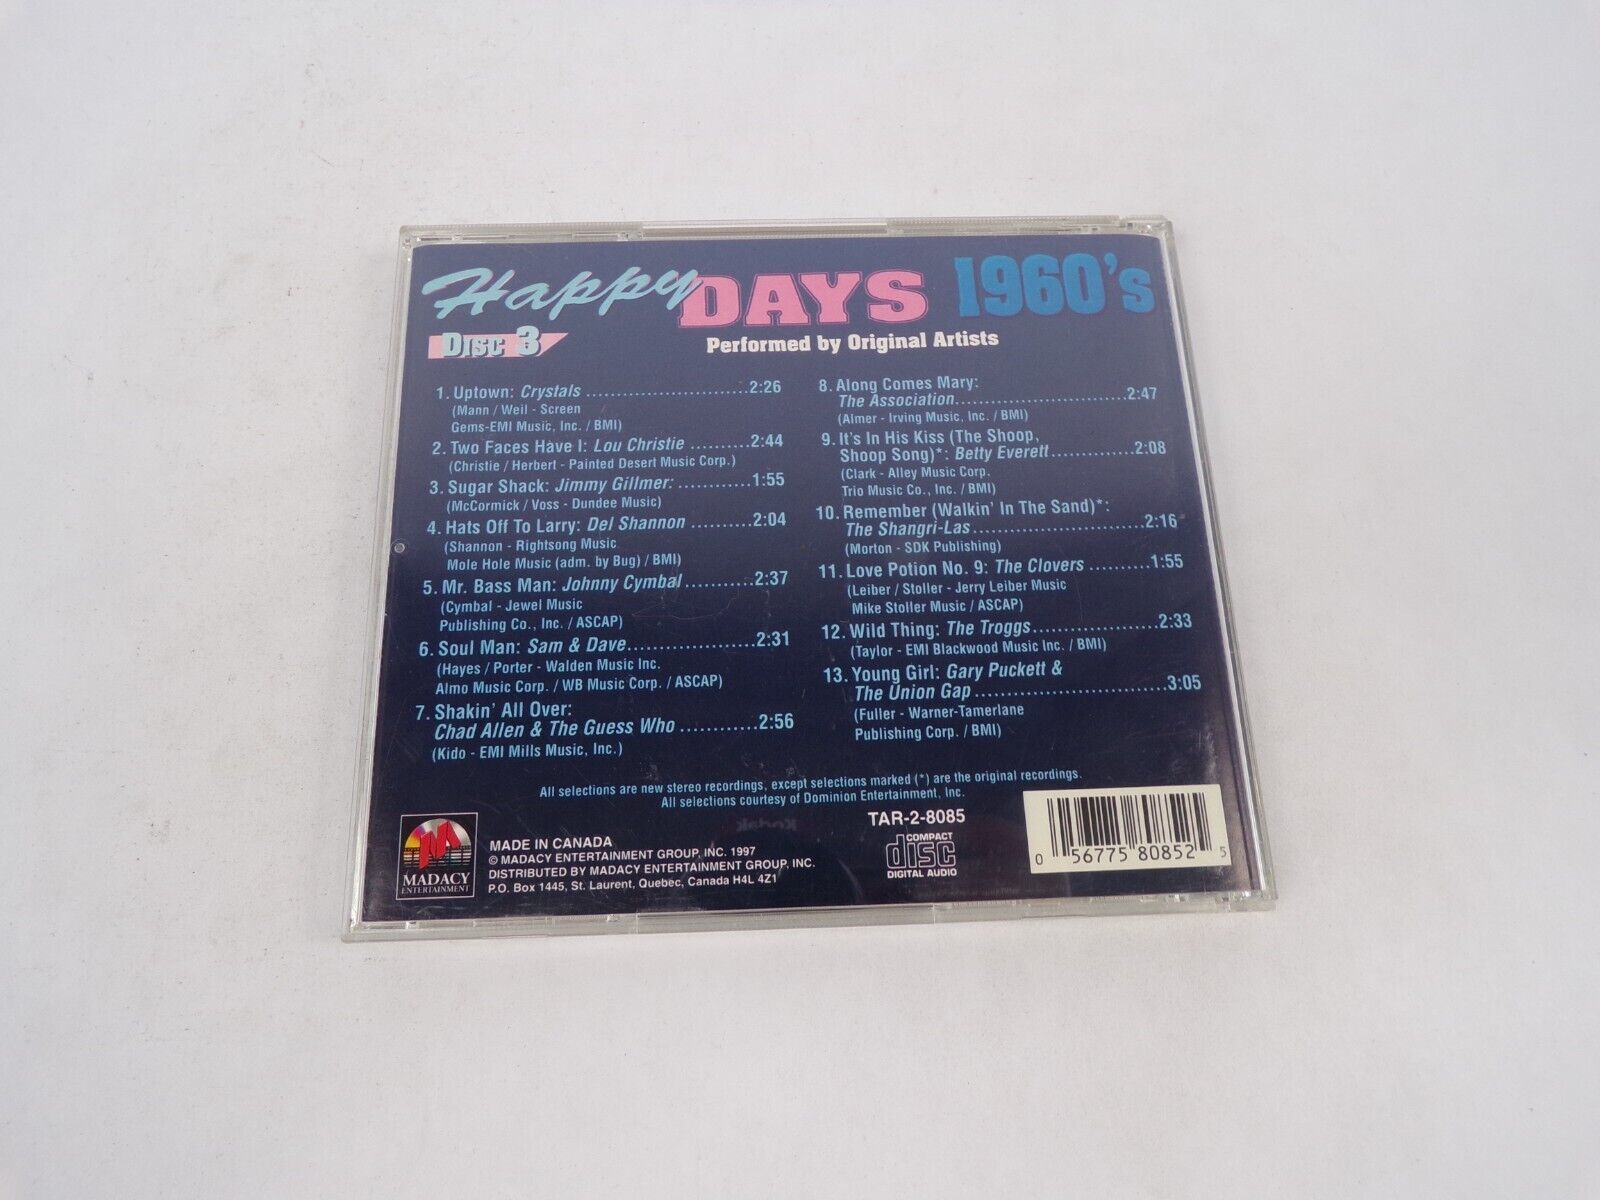 Happy DAYS 1960's
DISC 3
Performed by Original Artists
1. Uptown: Crystals ........................2:26
(Mann / Weil - Screen
Gems-EMI Music, Inc. / BMI)
2. Two Faces Have I: Lou Christie ..........2:44
(Christie / Herbert - Painted Desert Music Corp.)
3. Sugar Shack: Jimmy Gillmer: ............1:55
(McCormick / Voss - Dundee Music)
4. Hats Off To Larry: Del Shannon ..........2:04
(Shannon - Rightsong Music
Mole Hole Music (adm. by Bug) / BMI)
5. Mr. Bass Man: Johnny Cymbal ...........2:37
(Cymbal - Jewel Music
Publishing Co., Inc. / ASCAP)
6. Soul Man: Sam & Dave.....................2:31
(Hayes / Porter - Walden Music Inc.
Almo Music Corp. / WB Music Corp. / ASCAP)
7. Shakin' All Over:
Chad Allen & The Guess Who ............2:56
(Kido - EMI Mills Music, Inc.)
8. Along Comes Mary:
The Association............................2:47
(Almer - Irving Music, Inc. / BMI)
9. It's In His Kiss (The Shoop,
Shoop Song)*: Betty Everett..............2:08
(Clark - Alley Music Corp.
Trio Music Co., Inc. / BMI)
10. Remember (Walkin' In The Sand)*:
The Shangri-Las ............................2:16
(Morton - SDK Publishing)
11. Love Potion No. 9: The Clovers ..........1:55
(Leiber / Stoller - Jerry Leiber Music
Mike Stoller Music / ASCAP)
12. Wild Thing: The Troggs....................2:33
(Taylor - EMI Blackwood Music Inc. / BMI)
13. Young Girl: Gary Puckett &
The Union Gap ..............................3:05
(Fuller - Warner-Tamerlane
Publishing Corp. / BMI)
All selections are new stereo recordings, except selections marked (*) are the original recordings.
All selections courtesy of Dominion Entertainment, Inc.
MADACY
ENTERTAINMENT
MADE IN CANADA
© MADACY ENTERTAINMENT GROUP, INC. 1997
DISTRIBUTED BY MADACY ENTERTAINMENT GROUP, INC.
P.O. Box 1445, St. Laurent, Quebec, Canada H4L 4Z1
TAR-2-8085
COMPACT
disc
DIGITAL AUDIO
0 56775 80852 5